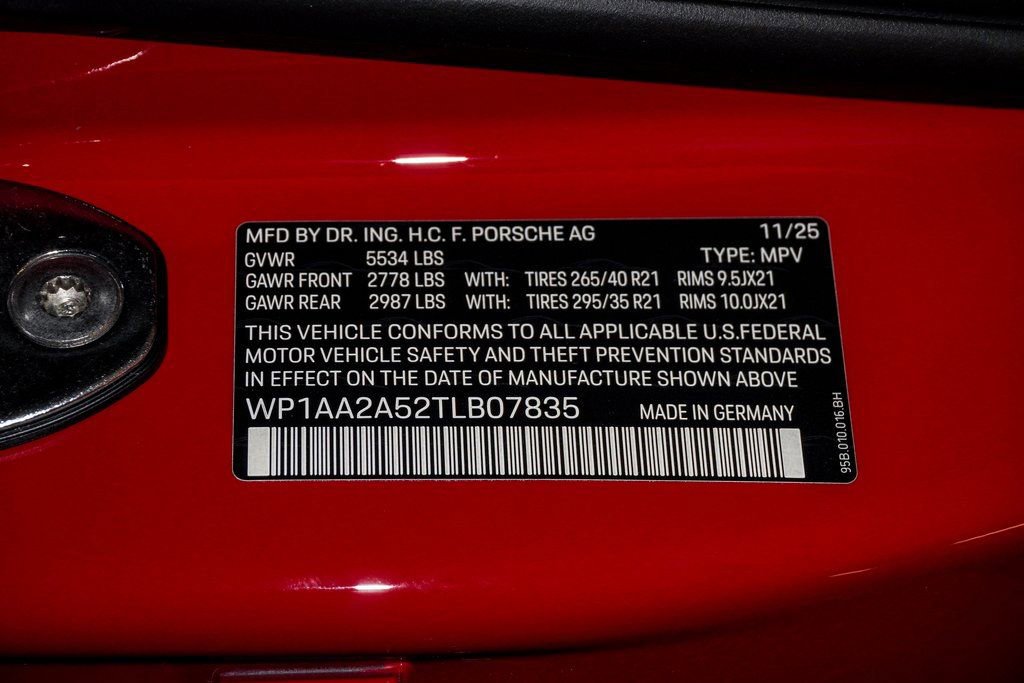 MFD BY DR. ING. H.C. F. PORSCHE AG 11/25
GVWR 5534 LBS TYPE: MPV
GAWR FRONT 2778 LBS WITH: TIRES 265/40 R21 RIMS 9.5JX21
GAWR REAR 2987 LBS WITH: TIRES 295/35 R21 RIMS 10.0JX21
THIS VEHICLE CONFORMS TO ALL APPLICABLE U.S.FEDERAL
MOTOR VEHICLE SAFETY AND THEFT PREVENTION STANDARDS
IN EFFECT ON THE DATE OF MANUFACTURE SHOWN ABOVE
WP1AA2A52TLB07835 MADE IN GERMANY
95B.010.016.BH